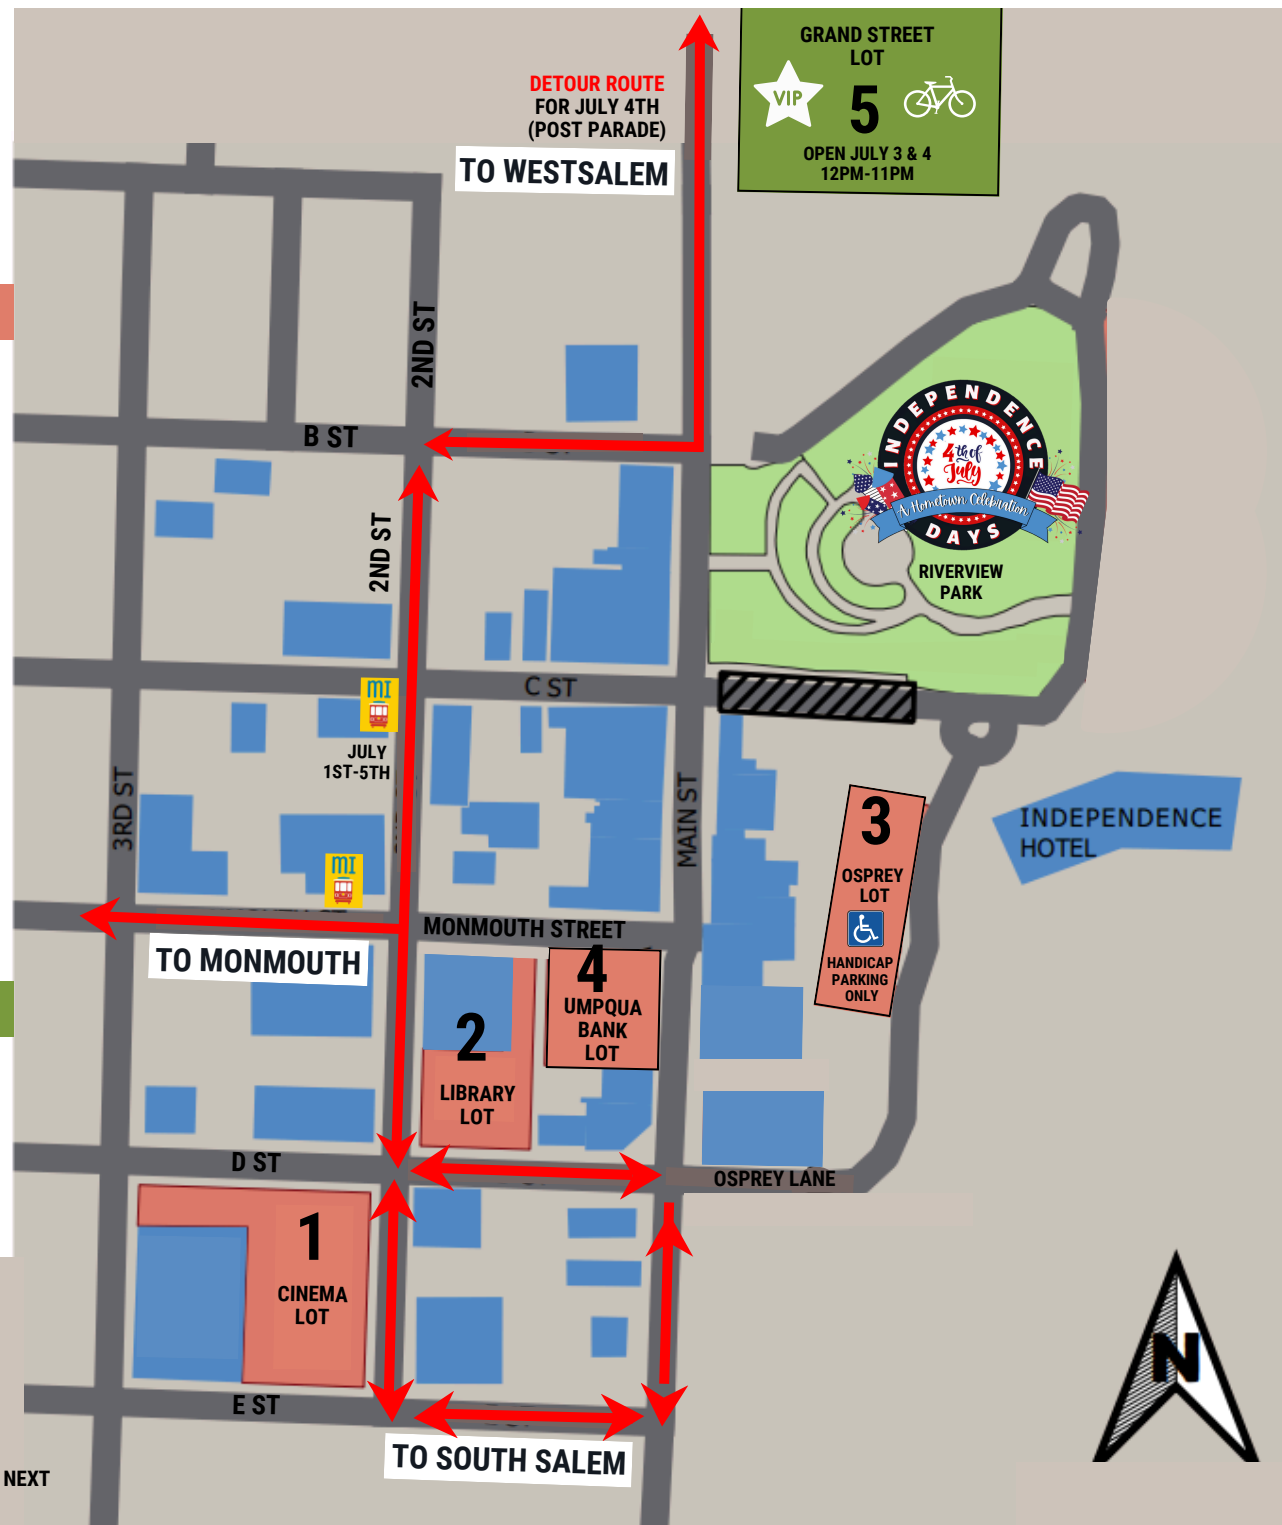 GRAND STREET
LOT
VIP
5
OPEN JULY 3 & 4
12PM-11PM
DETOUR ROUTE
FOR JULY 4TH
(POST PARADE)
TO WESTSALEM
2ND ST
B ST
INDEPENDENCE
4th of
July
A Hometown Celebration
DAYS
RIVERVIEW
PARK
2ND ST
C ST
MI
JULY
1ST-5TH
3RD ST
MAIN ST
MI
3
OSPREY
LOT
HANDICAP
PARKING
ONLY
INDEPENDENCE
HOTEL
MONMOUTH STREET
TO MONMOUTH
4
UMPQUA
BANK
LOT
2
LIBRARY
LOT
D ST
OSPREY LANE
1
CINEMA
LOT
E ST
TO SOUTH SALEM
N
NEXT